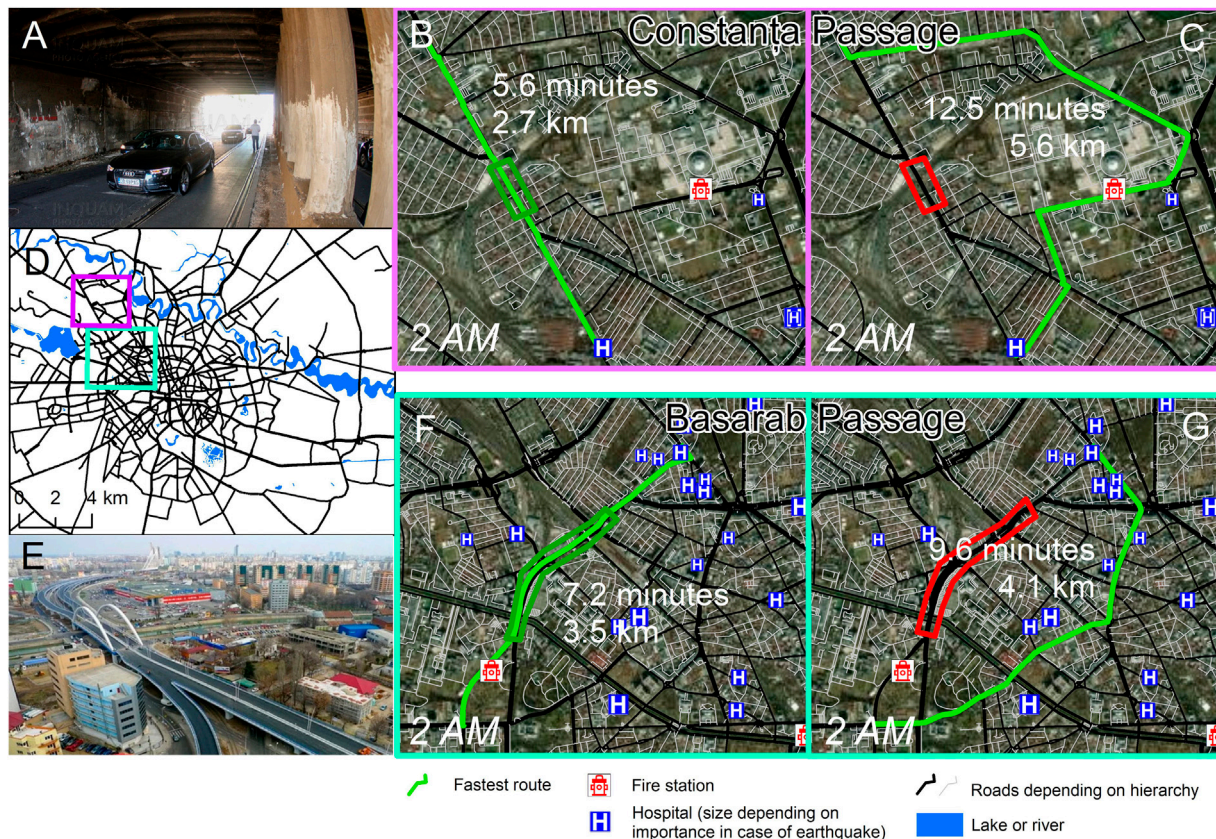 A
B
Constanța Passage
C
5.6 minutes
2.7 km
12.5 minutes
5.6 km
H
H
H
H
H
H
2 AM
2 AM
D
0 2 4 km
E
F
Basarab Passage
G
7.2 minutes
3.5 km
9.6 minutes
4.1 km
2 AM
2 AM
Fastest route
Fire station
Roads depending on hierarchy
H Hospital (size depending on
importance in case of earthquake)
Lake or river